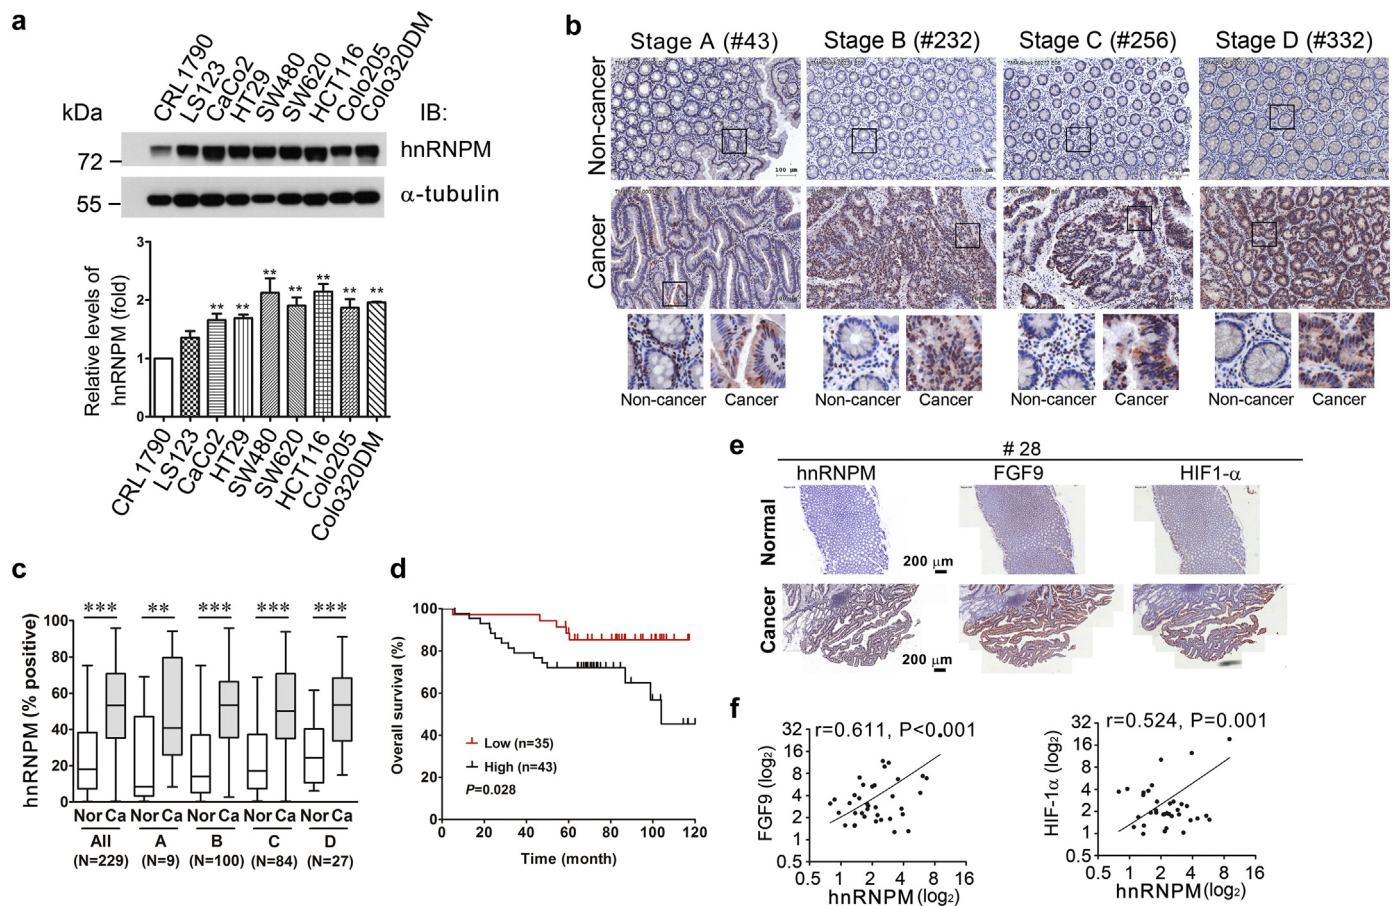 a
CRL1790
LS123
CaCo2
HT29
SW480
SW620
HCT116
Colo205
Colo320DM
kDa
IB:
72
hnRNPM
55
α-tubulin
Relative levels of
hnRNPM (fold)
3
2
1
0
** ** ** ** ** ** **
CRL1790
LS123
CaCo2
HT29
SW480
SW620
HCT116
Colo205
Colo320DM
b
Stage A (#43) Stage B (#232) Stage C (#256) Stage D (#332)
Non-cancer
100 μm 100 μm 100 μm 100 μm
Cancer
Non-cancer Cancer Non-cancer Cancer Non-cancer Cancer Non-cancer Cancer
c
hnRNPM (% positive)
*** ** *** *** ***
100
80
60
40
20
0
Nor Ca Nor Ca Nor Ca Nor Ca Nor Ca
All A B C D
(N=229) (N=9) (N=100) (N=84) (N=27)
d
Overall survival (%)
100
80
60
40
20
0
Low (n=35)
High (n=43)
P=0.028
0 20 40 60 80 100 120
Time (month)
e
# 28
hnRNPM FGF9 HIF1-α
Normal
200 μm
Cancer
200 μm
f
r=0.611, P<0.001
FGF9 (log2)
32
16
8
4
2
1
0.5
0.5 1 2 4 8 16
hnRNPM (log2)
r=0.524, P=0.001
HIF-1α (log2)
32
16
8
4
2
1
0.5
0.5 1 2 4 8 16
hnRNPM (log2)